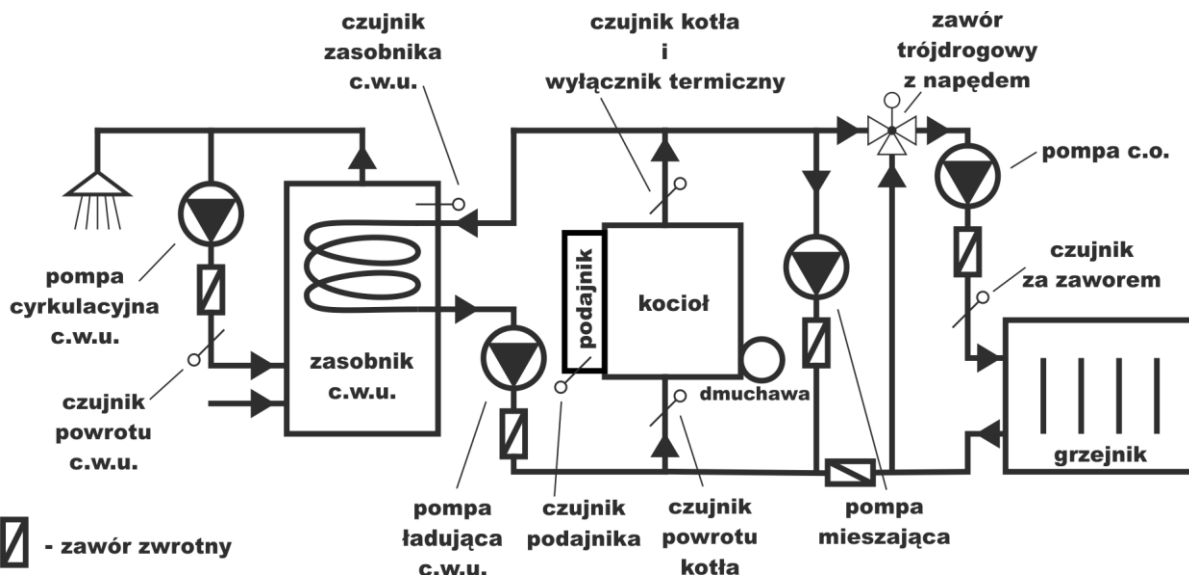 czujnik
zasobnika
c.w.u.
czujnik kotła
i
wyłącznik termiczny
zawór
trójdrogowy
z napędem
pompa c.o.
pompa
cyrkulacyjna
c.w.u.
czujnik
za zaworem
podajnik
kocioł
zasobnik
c.w.u.
dmuchawa
czujnik
powrotu
c.w.u.
grzejnik
pompa
ładująca
c.w.u.
czujnik
podajnika
czujnik
powrotu
kotła
pompa
mieszająca
- zawór zwrotny